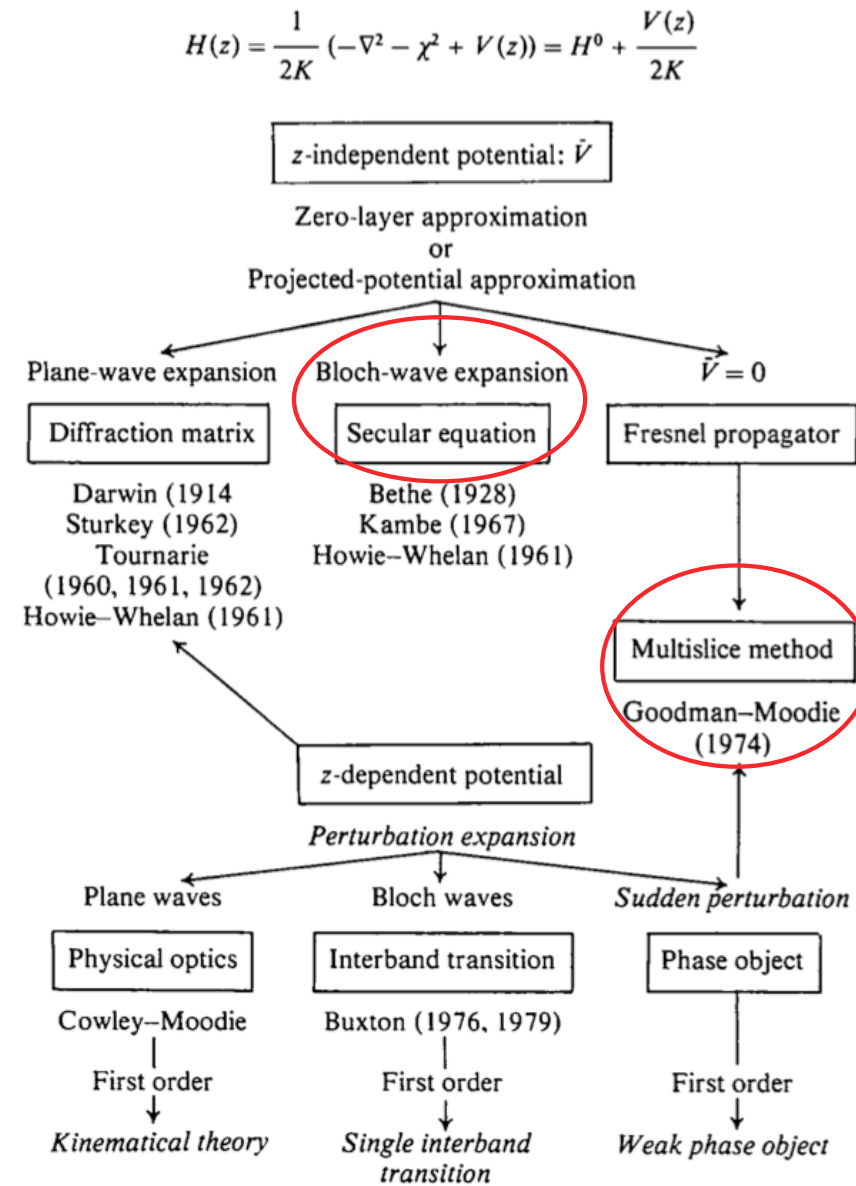 H(z) = 1/2K (−∇² − χ² + V(z)) = H⁰ + V(z)/2K
z-independent potential: V̄
Zero-layer approximation
or
Projected-potential approximation
Plane-wave expansion
Diffraction matrix
Darwin (1914
Sturkey (1962)
Tournarie
(1960, 1961, 1962)
Howie–Whelan (1961)
Bloch-wave expansion
Secular equation
Bethe (1928)
Kambe (1967)
Howie–Whelan (1961)
V̄ = 0
Fresnel propagator
Multislice method
Goodman–Moodie
(1974)
z-dependent potential
Perturbation expansion
Plane waves
Physical optics
Cowley–Moodie
First order
Kinematical theory
Bloch waves
Interband transition
Buxton (1976, 1979)
First order
Single interband
transition
Sudden perturbation
Phase object
First order
Weak phase object